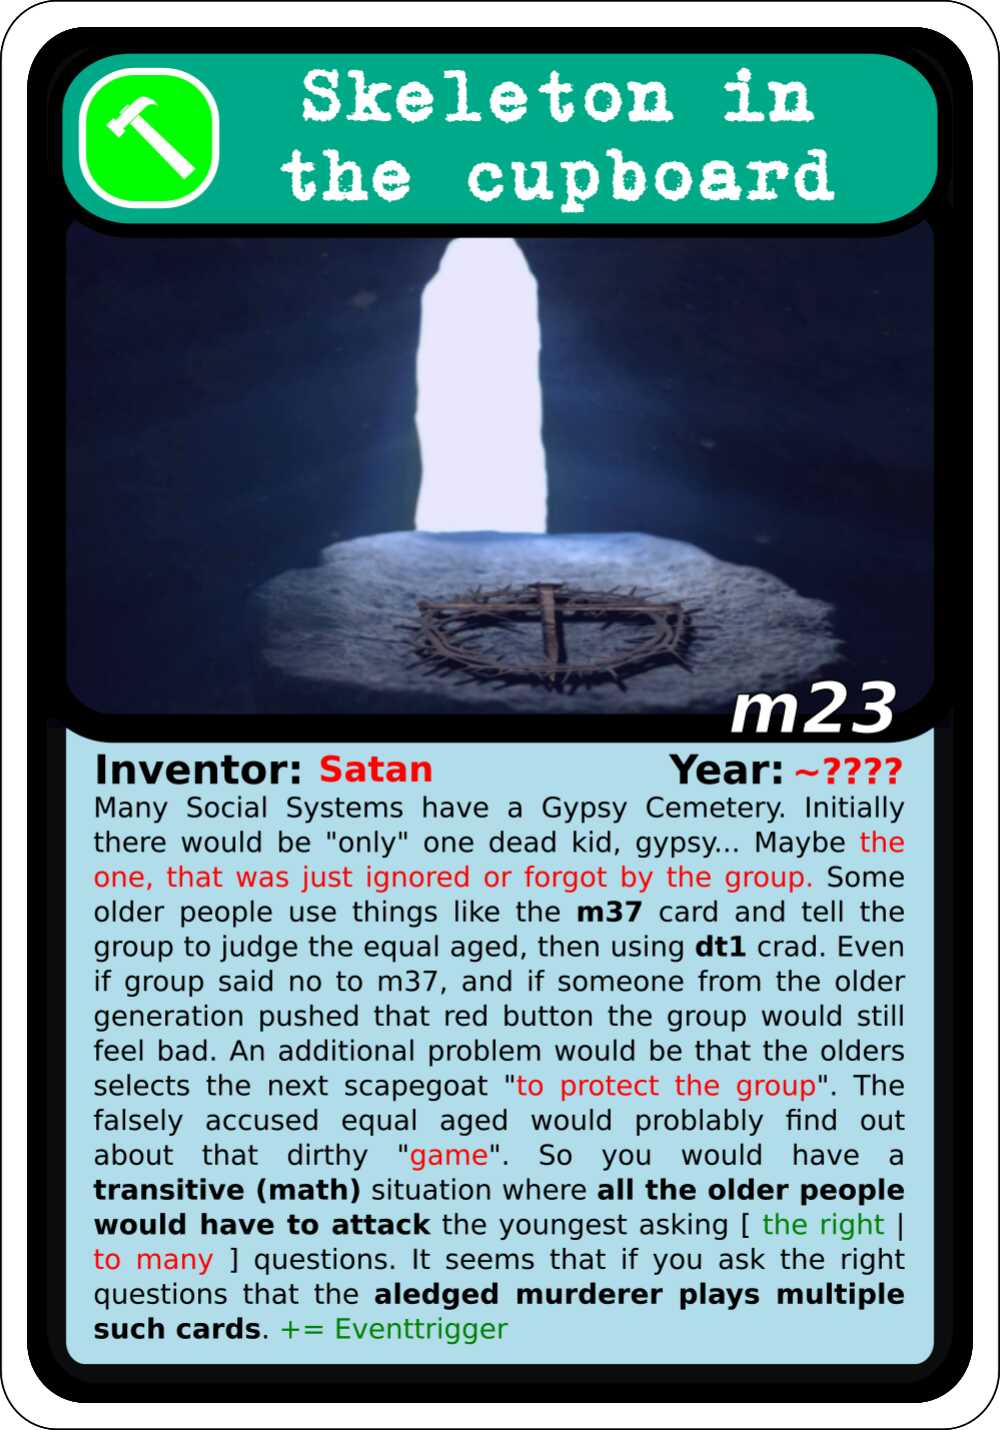 Skeleton in
the cupboard
m23
Inventor: Satan Year: ~????
Many Social Systems have a Gypsy Cemetery. Initially
there would be "only" one dead kid, gypsy... Maybe the
one, that was just ignored or forgot by the group. Some
older people use things like the m37 card and tell the
group to judge the equal aged, then using dt1 crad. Even
if group said no to m37, and if someone from the older
generation pushed that red button the group would still
feel bad. An additional problem would be that the olders
selects the next scapegoat "to protect the group". The
falsely accused equal aged would problably find out
about that dirthy "game". So you would have a
transitive (math) situation where all the older people
would have to attack the youngest asking [ the right |
to many ] questions. It seems that if you ask the right
questions that the aledged murderer plays multiple
such cards. += Eventtrigger